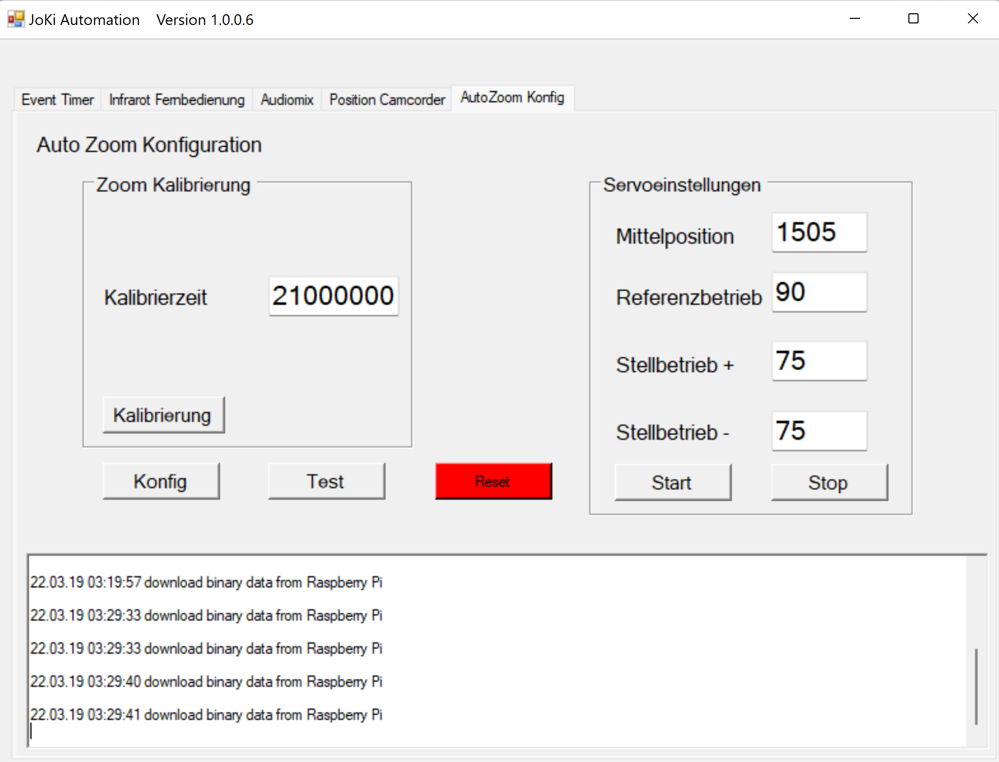 JoKi Automation    Version 1.0.0.6
Event Timer Infrarot Fernbedienung Audiomix Position Camcorder AutoZoom Konfig
Auto Zoom Konfiguration
Zoom Kalibrierung
Kalibrierzeit 21000000
Kalibrierung
Konfig Test Reset
Servoeinstellungen
Mittelposition 1505
Referenzbetrieb 90
Stellbetrieb + 75
Stellbetrieb - 75
Start Stop
22.03.19 03:19:57 download binary data from Raspberry Pi
22.03.19 03:29:33 download binary data from Raspberry Pi
22.03.19 03:29:33 download binary data from Raspberry Pi
22.03.19 03:29:40 download binary data from Raspberry Pi
22.03.19 03:29:41 download binary data from Raspberry Pi